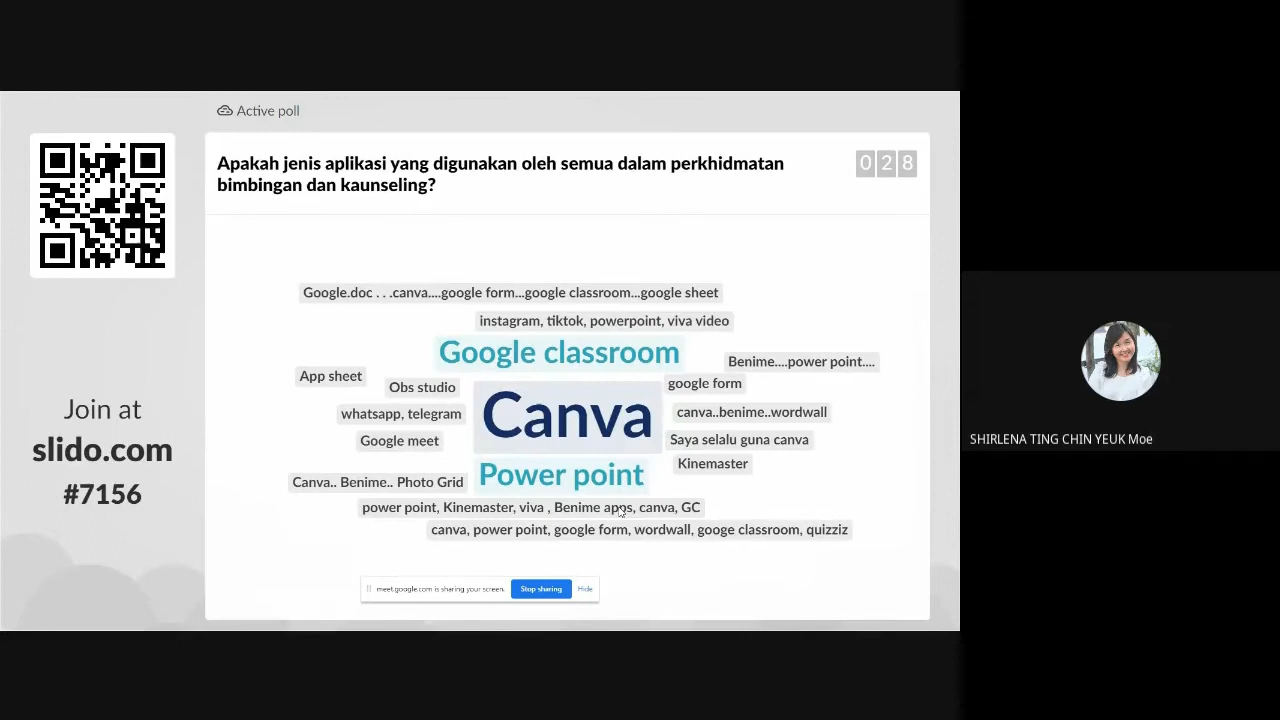 Active poll
Apakah jenis aplikasi yang digunakan oleh semua dalam perkhidmatan
bimbingan dan kaunseling?
028
Join at
slido.com
#7156
Google.doc . . .canva....google form...google classroom...google sheet
instagram, tiktok, powerpoint, viva video
Google classroom
Benime....power point....
App sheet
Obs studio
google form
whatsapp, telegram
Canva
canva..benime..wordwall
Google meet
Saya selalu guna canva
Kinemaster
Canva.. Benime.. Photo Grid
Power point
power point, Kinemaster, viva , Benime apps, canva, GC
canva, power point, google form, wordwall, googe classroom, quizziz
meet.google.com is sharing your screen.
Stop sharing
Hide
SHIRLENA TING CHIN YEUK Moe